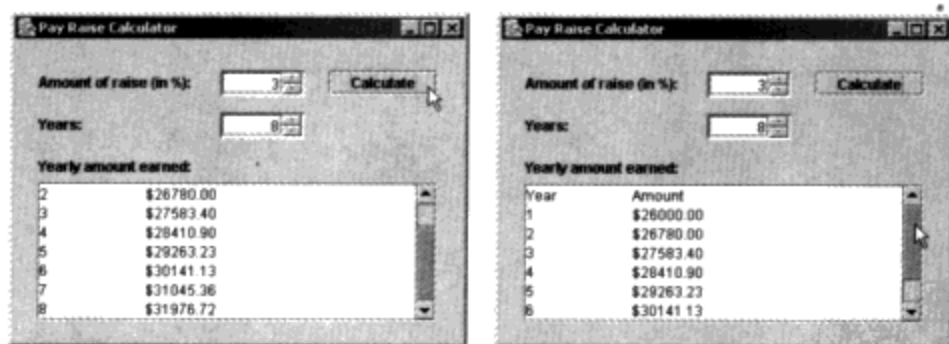 Pay Raise Calculator
Amount of raise (in %): 3 Calculate
Years: 8
Yearly amount earned:
2 $26780.00
3 $27583.40
4 $28410.90
5 $29263.23
6 $30141.13
7 $31045.36
8 $31976.72
Pay Raise Calculator
Amount of raise (in %): 3 Calculate
Years: 8
Yearly amount earned:
Year Amount
1 $26000.00
2 $26780.00
3 $27583.40
4 $28410.90
5 $29263.23
6 $30141.13